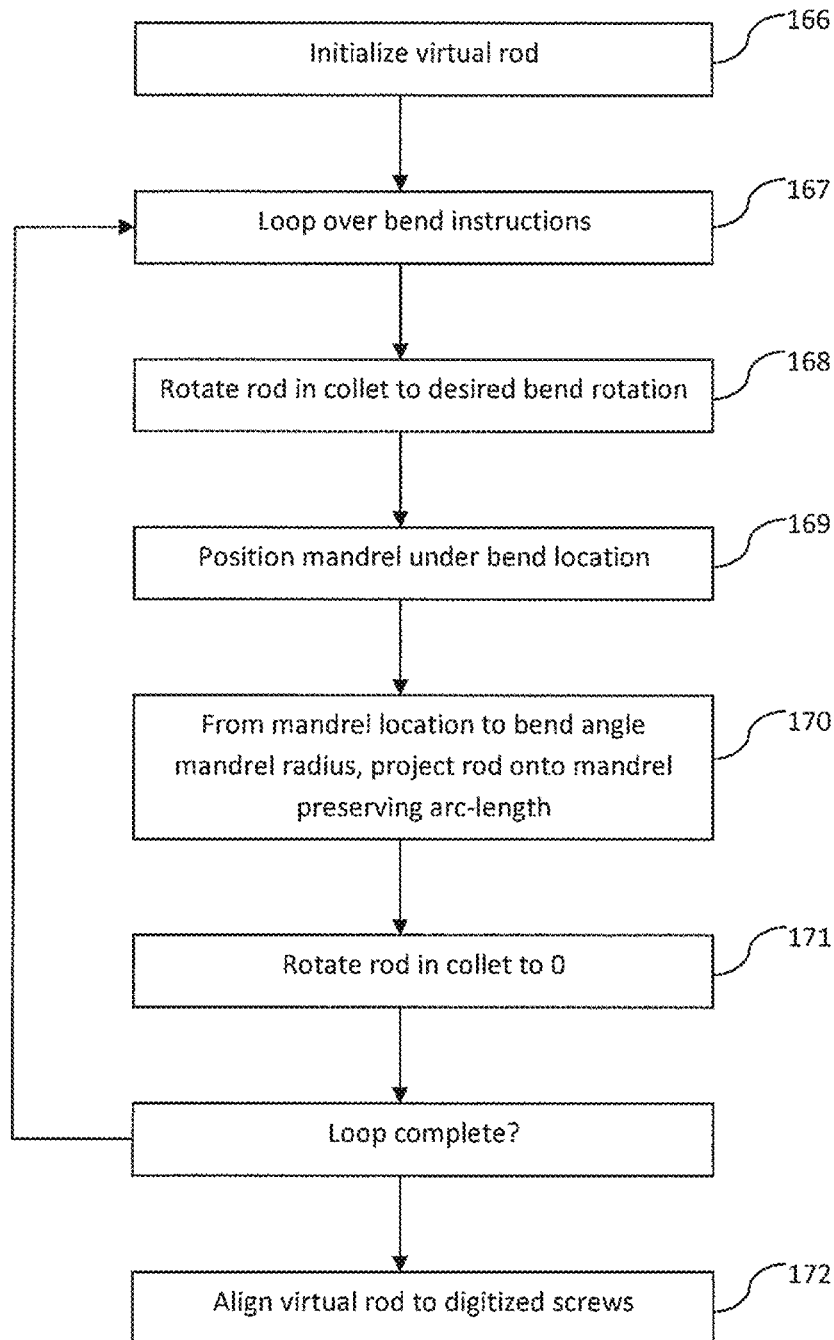 166
Initialize virtual rod
167
Loop over bend instructions
168
Rotate rod in collet to desired bend rotation
169
Position mandrel under bend location
170
From mandrel location to bend angle
mandrel radius, project rod onto mandrel
preserving arc-length
171
Rotate rod in collet to 0
Loop complete?
172
Align virtual rod to digitized screws